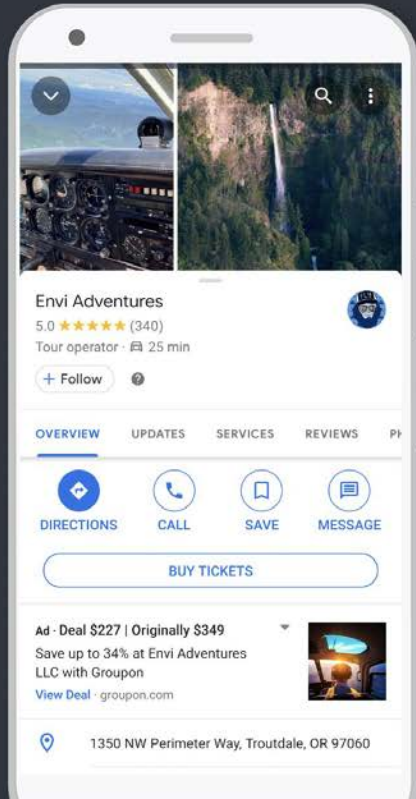 Envi Adventures
5.0 ★★★★★ (340)
Tour operator · 25 min
+ Follow
OVERVIEW UPDATES SERVICES REVIEWS PH
DIRECTIONS CALL SAVE MESSAGE
BUY TICKETS
Ad · Deal $227 | Originally $349
Save up to 34% at Envi Adventures
LLC with Groupon
View Deal · groupon.com
1350 NW Perimeter Way, Troutdale, OR 97060